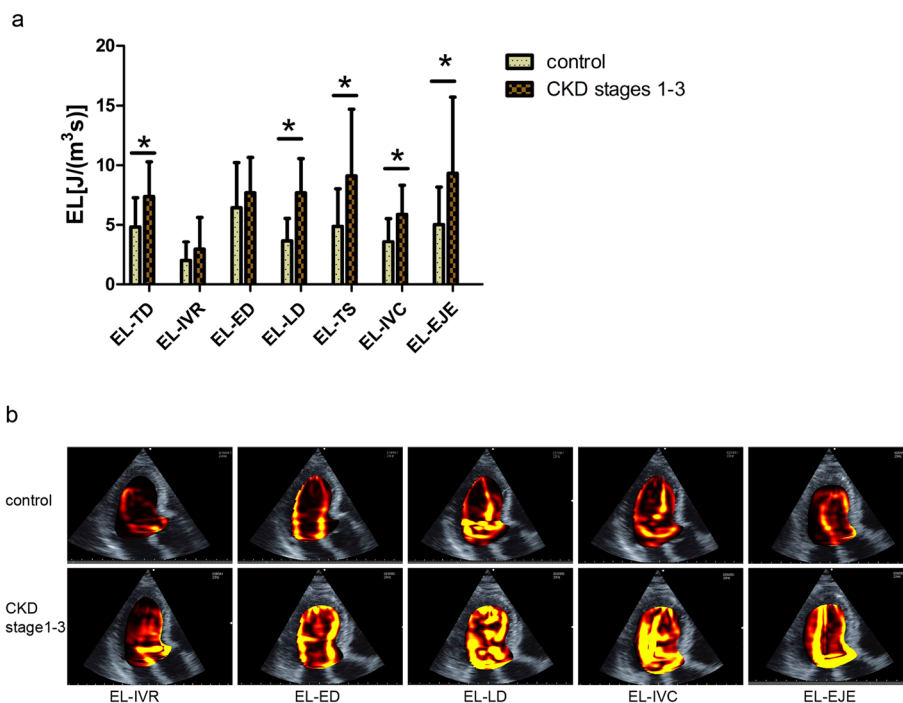 a
20
15
10
5
0
EL[J/(m³s)]
*
*
*
*
*
control
CKD stages 1-3
EL-TD
EL-IVR
EL-ED
EL-LD
EL-TS
EL-IVC
EL-EJE
b
control
CKD
stage1-3
EL-IVR
EL-ED
EL-LD
EL-IVC
EL-EJE